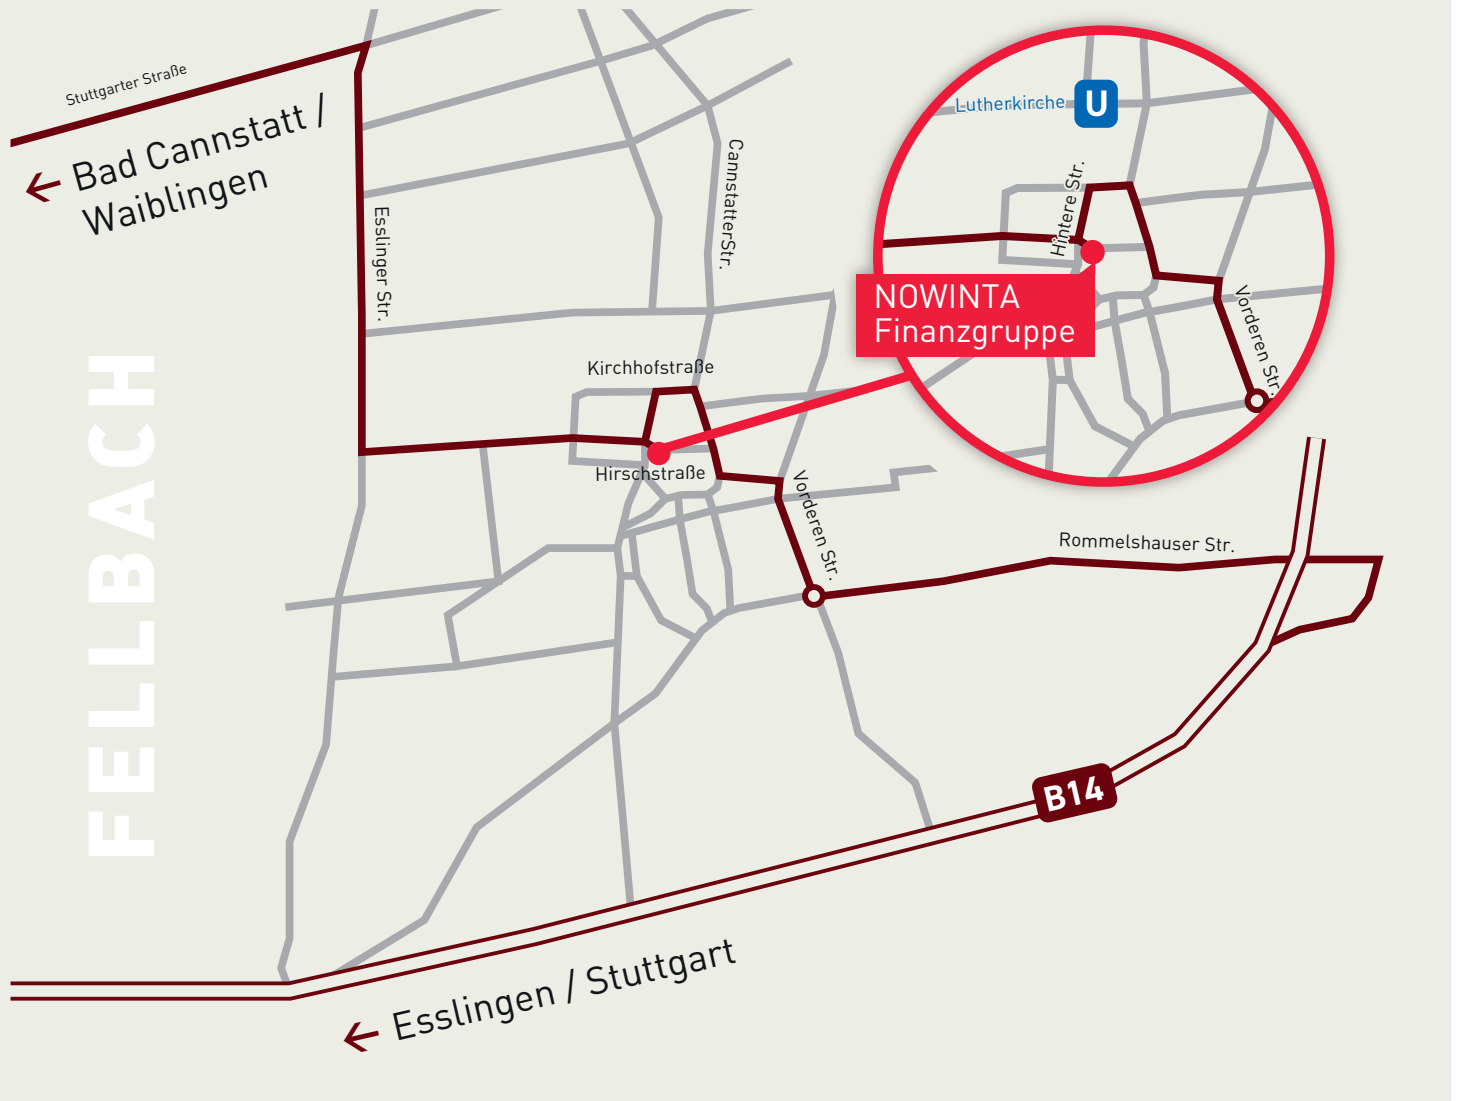 Stuttgarter Straße
Bad Cannstatt /
Waiblingen
Esslinger Str.
CannstatterStr.
Lutherkirche
U
Hintere Str.
NOWINTA
Finanzgruppe
Vorderen Str.
Kirchhofstraße
Hirschstraße
Vorderen Str.
Rommelshauser Str.
FELLBACH
B14
Esslingen / Stuttgart